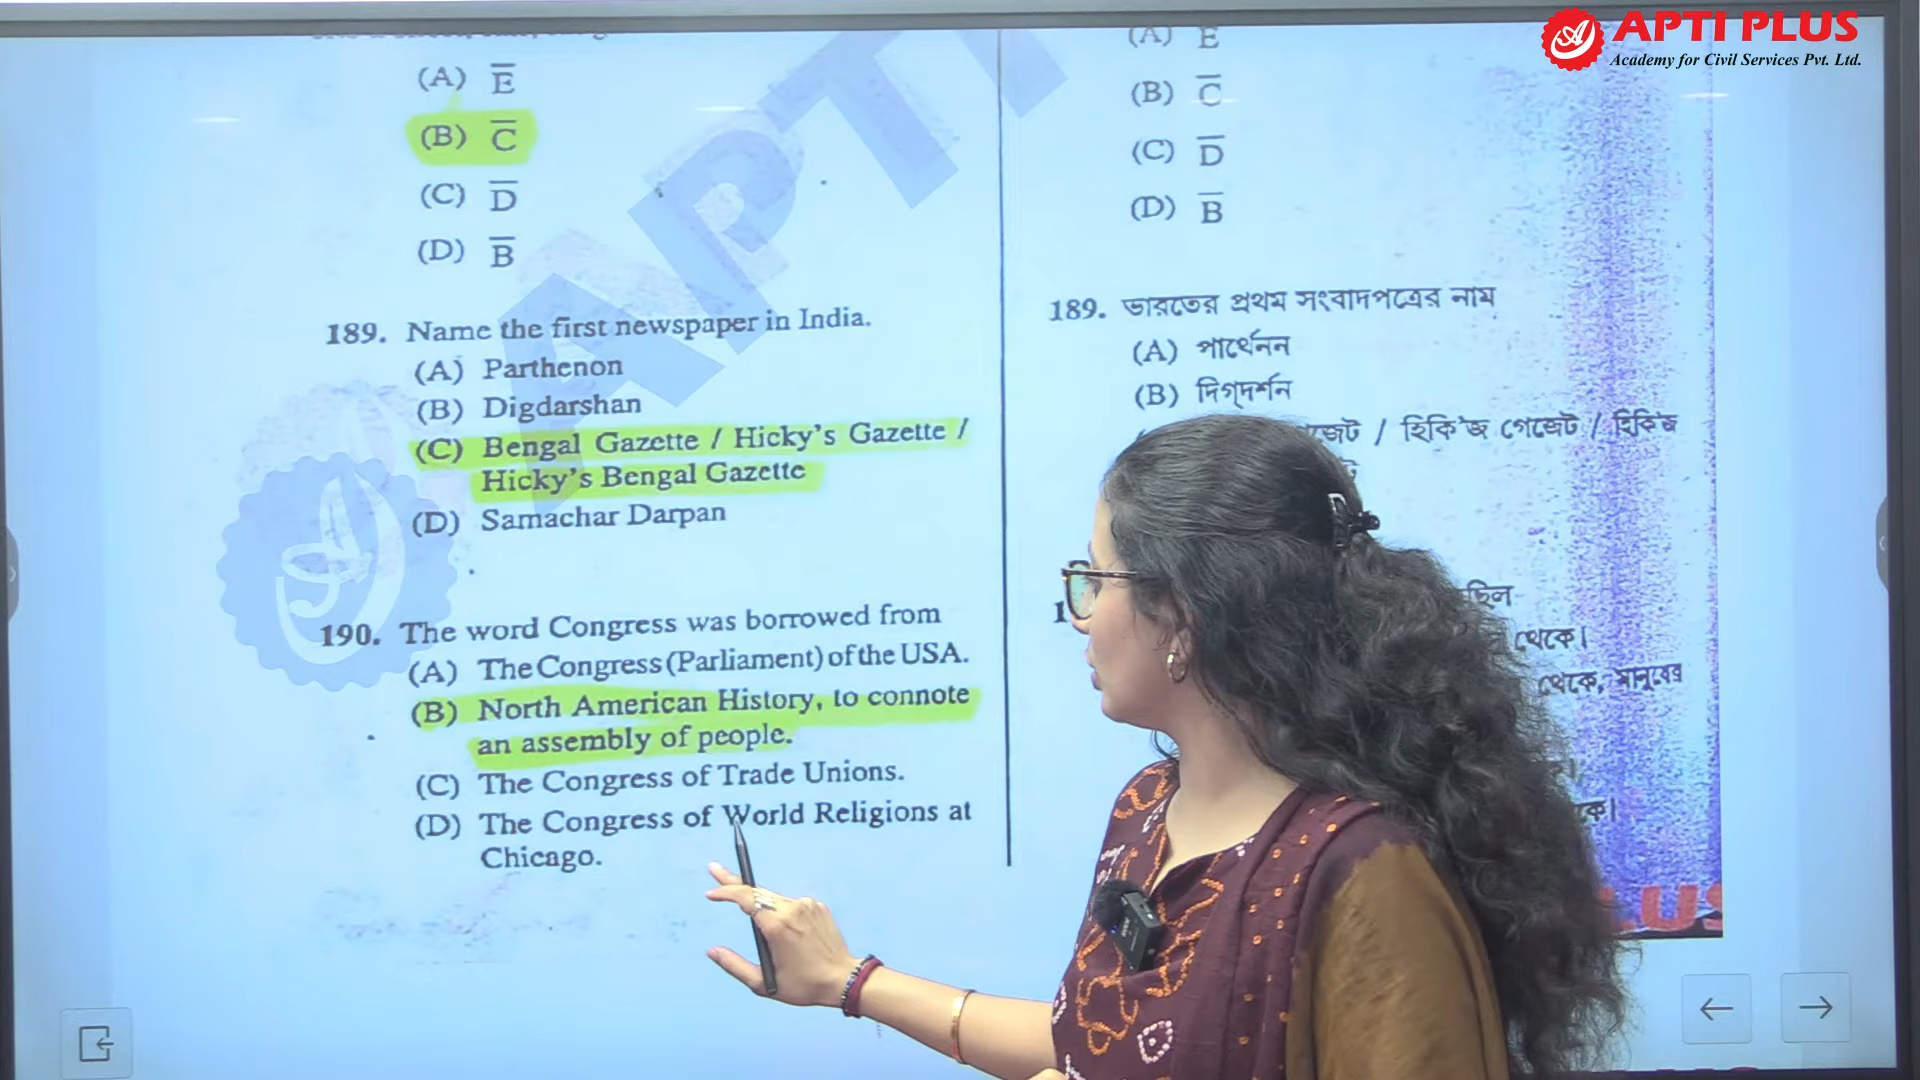 APTI PLUS
Academy for Civil Services Pvt. Ltd.
(A) E̅
(B) C̅
(C) D̅
(D) B̅
189. Name the first newspaper in India.
(A) Parthenon
(B) Digdarshan
(C) Bengal Gazette / Hicky's Gazette /
Hicky's Bengal Gazette
(D) Samachar Darpan
190. The word Congress was borrowed from
(A) The Congress (Parliament) of the USA.
(B) North American History, to connote
an assembly of people.
(C) The Congress of Trade Unions.
(D) The Congress of World Religions at
Chicago.
(A) E
(B) C̅
(C) D̅
(D) B̅
189. ভারতের প্রথম সংবাদপত্রের নাম
(A) পার্থেনন
(B) দিগ্‌দর্শন
/ হিকি'জ গেজেট / হিকি'জ
ছিল
থেকে।
থেকে, মানুষের
APTI